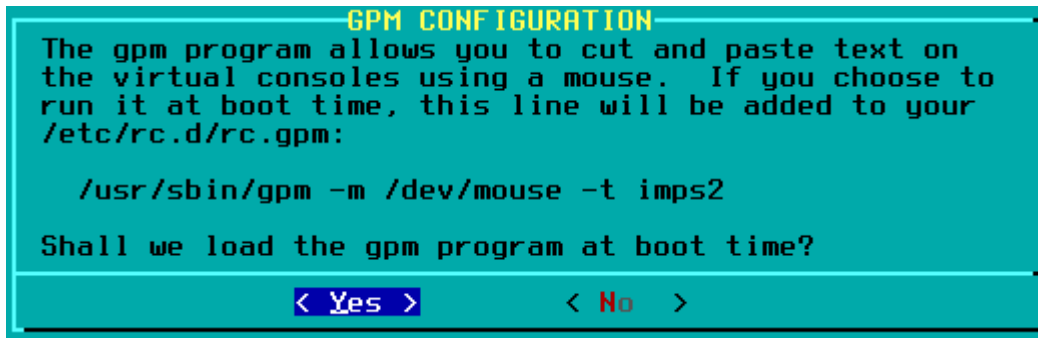 GPM CONFIGURATION
The gpm program allows you to cut and paste text on
the virtual consoles using a mouse.  If you choose to
run it at boot time, this line will be added to your
/etc/rc.d/rc.gpm:
/usr/sbin/gpm -m /dev/mouse -t imps2
Shall we load the gpm program at boot time?
< Yes > < No >